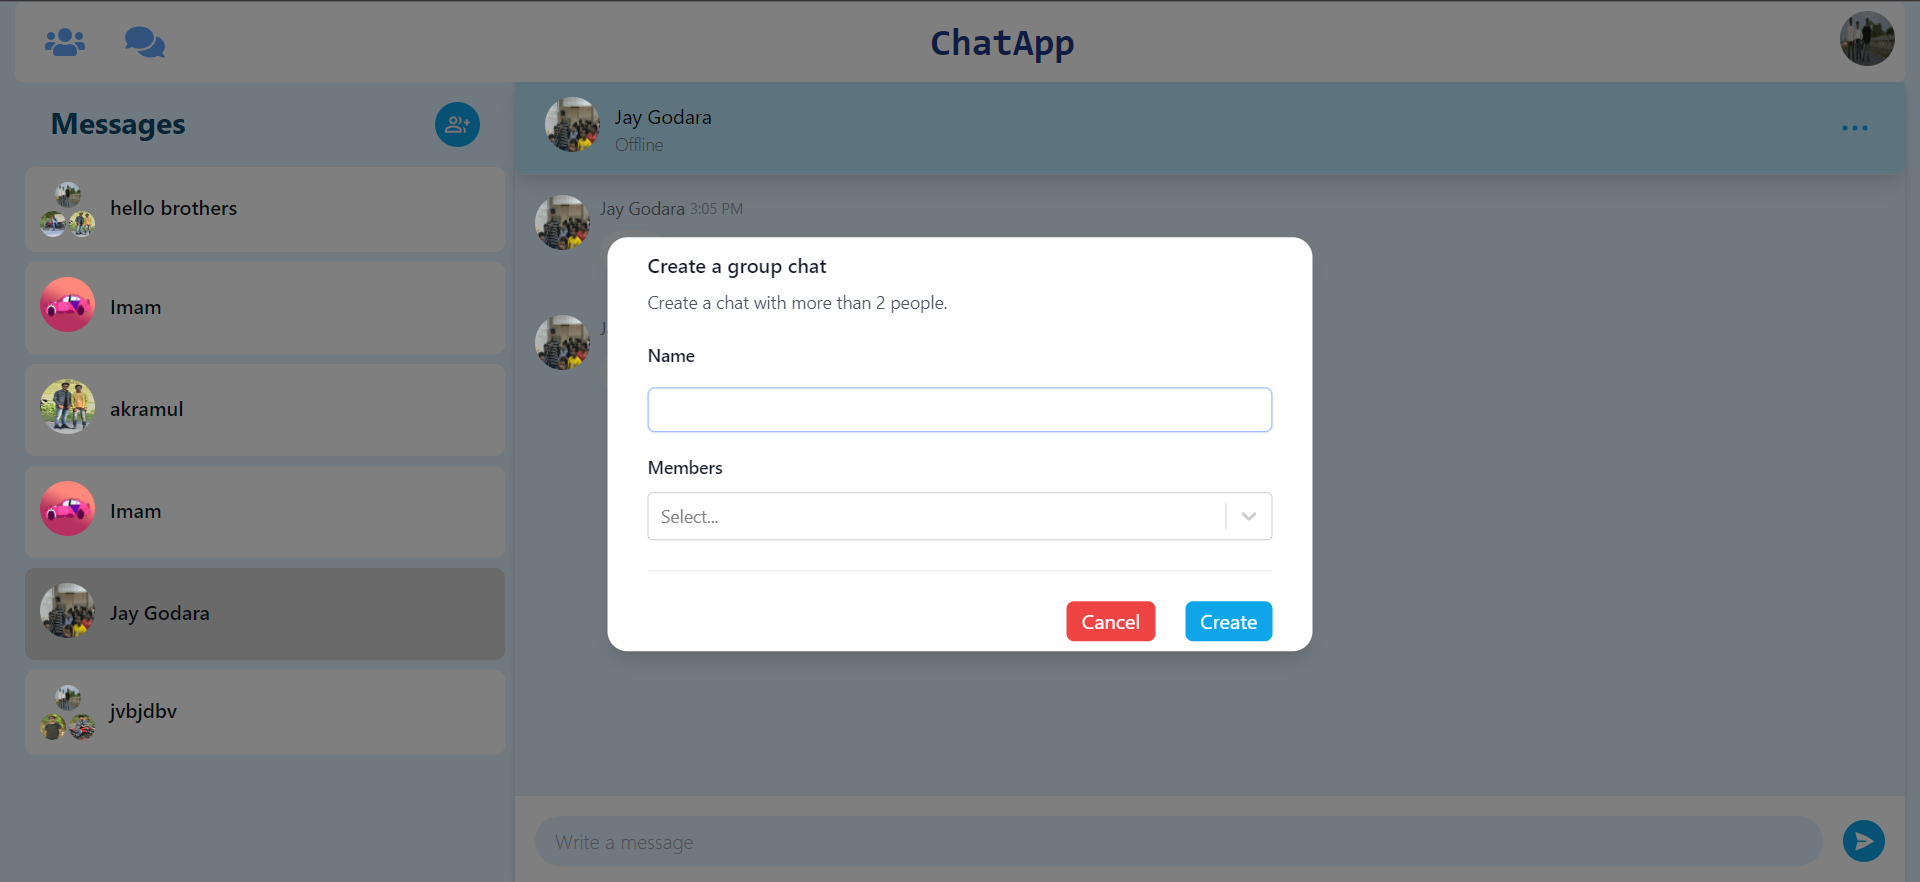 ChatApp
Messages
hello brothers
Imam
akramul
Imam
Jay Godara
jvbjdbv
Jay Godara
Offline
Jay Godara 3:05 PM
J
Create a group chat
Create a chat with more than 2 people.
Name
Members
Select...
Cancel
Create
Write a message